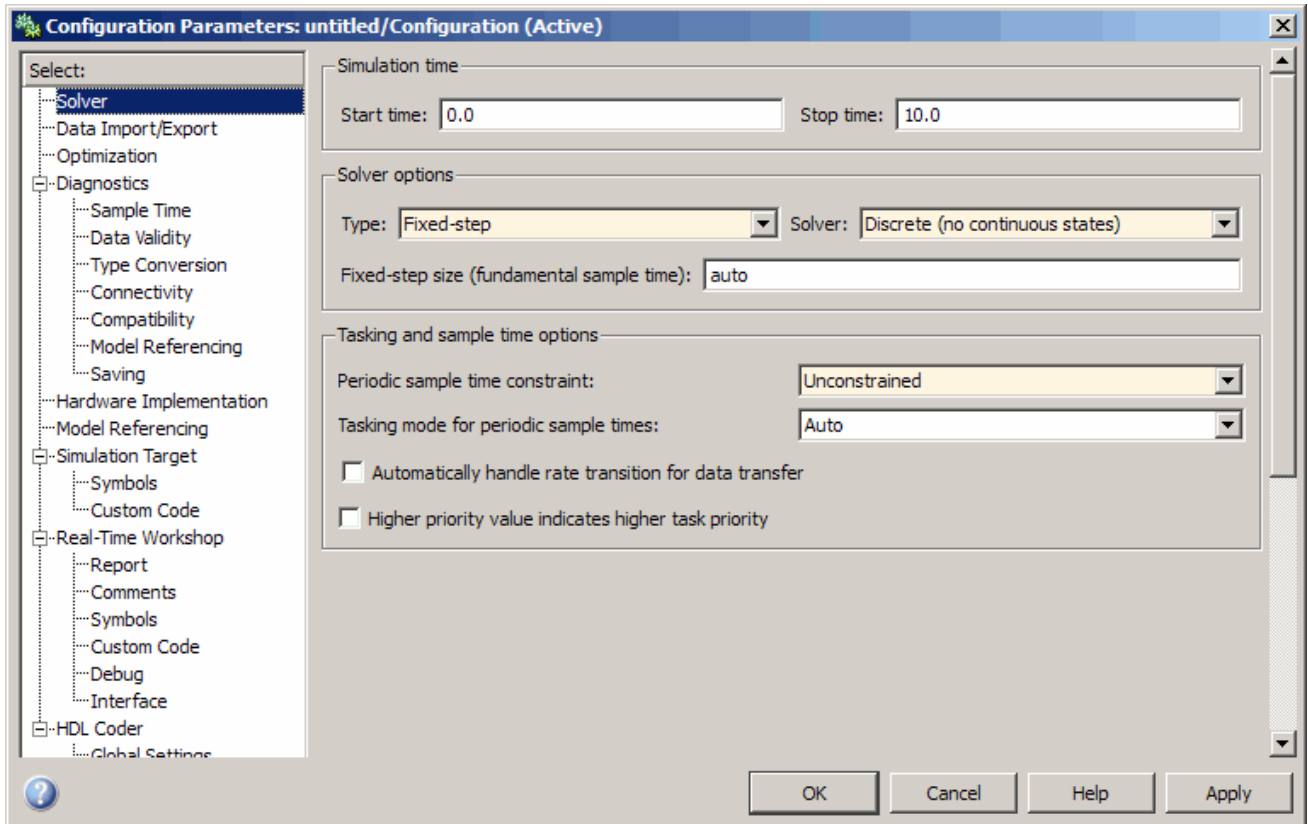 Configuration Parameters: untitled/Configuration (Active)
Select:
Solver
Data Import/Export
Optimization
Diagnostics
Sample Time
Data Validity
Type Conversion
Connectivity
Compatibility
Model Referencing
Saving
Hardware Implementation
Model Referencing
Simulation Target
Symbols
Custom Code
Real-Time Workshop
Report
Comments
Symbols
Custom Code
Debug
Interface
HDL Coder
Global Settings
Simulation time
Start time: 0.0 Stop time: 10.0
Solver options
Type: Fixed-step Solver: Discrete (no continuous states)
Fixed-step size (fundamental sample time): auto
Tasking and sample time options
Periodic sample time constraint: Unconstrained
Tasking mode for periodic sample times: Auto
Automatically handle rate transition for data transfer
Higher priority value indicates higher task priority
OK Cancel Help Apply